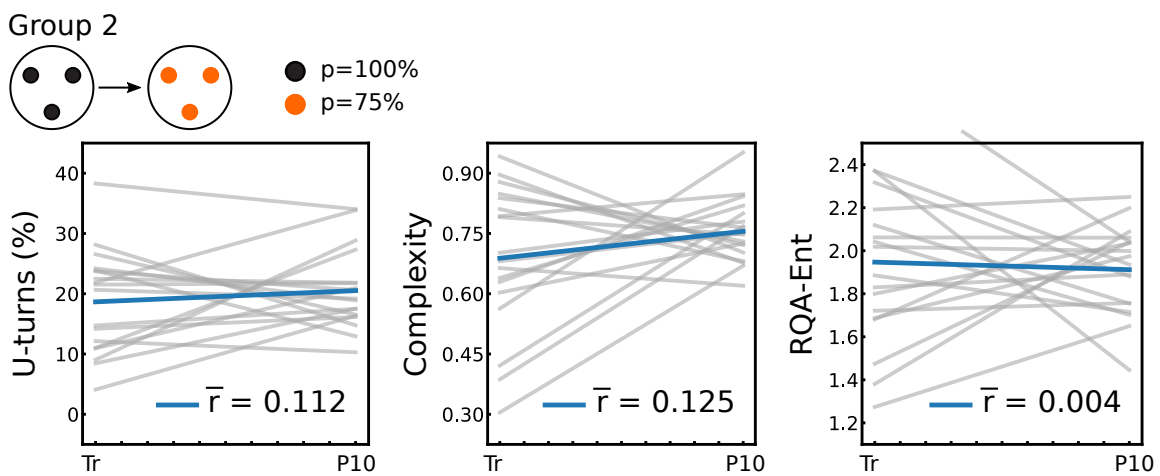 Group 2
p=100%
p=75%
U-turns (%)
40
30
20
10
0
r̅ = 0.112
Tr
P10
Complexity
0.90
0.75
0.60
0.45
0.30
r̅ = 0.125
Tr
P10
RQA-Ent
2.4
2.2
2.0
1.8
1.6
1.4
1.2
r̅ = 0.004
Tr
P10